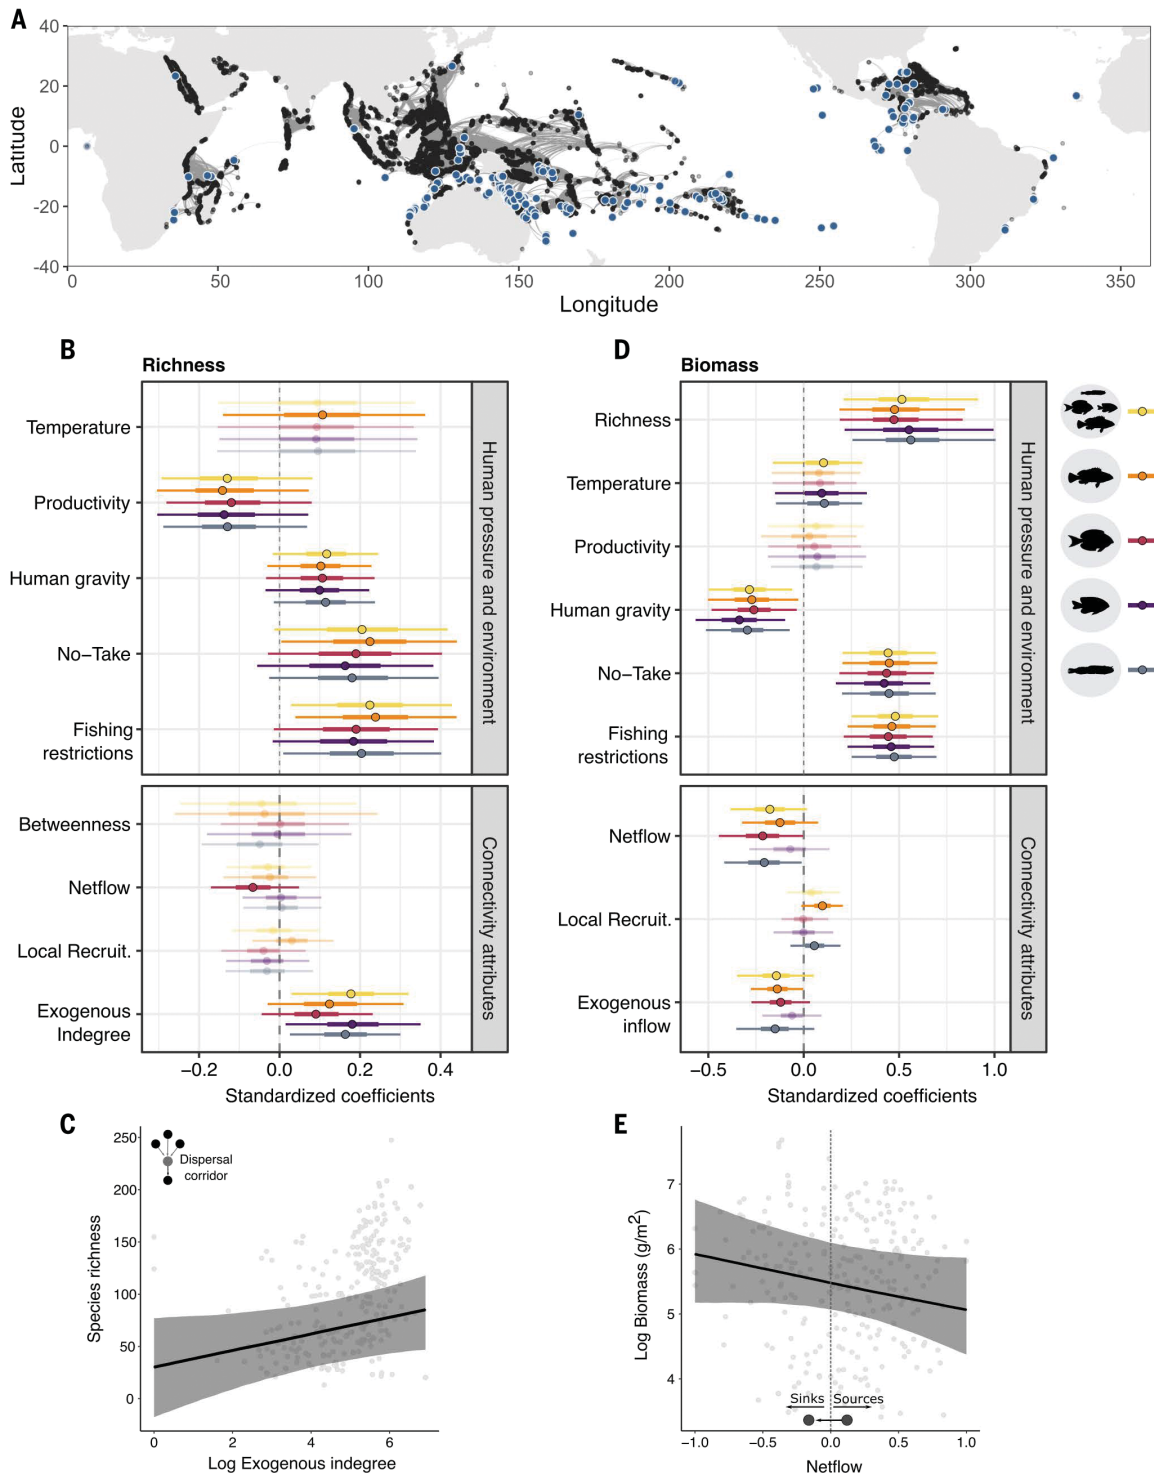 A
40
20
0
-20
-40
Latitude
0
50
100
150
200
250
300
350
Longitude
B
Richness
Temperature
Productivity
Human gravity
No−Take
Fishing
restrictions
Human pressure and environment
Betweenness
Netflow
Local Recruit.
Exogenous
Indegree
Connectivity attributes
−0.2
0.0
0.2
0.4
Standardized coefficients
D
Biomass
Richness
Temperature
Productivity
Human gravity
No−Take
Fishing
restrictions
Human pressure and environment
Netflow
Local Recruit.
Exogenous
inflow
Connectivity attributes
−0.5
0.0
0.5
1.0
Standardized coefficients
C
250
200
150
100
50
0
Species richness
Dispersal
corridor
0
2
4
6
Log Exogenous indegree
E
7
6
5
4
Log Biomass (g/m²)
Sinks
Sources
−1.0
−0.5
0.0
0.5
1.0
Netflow